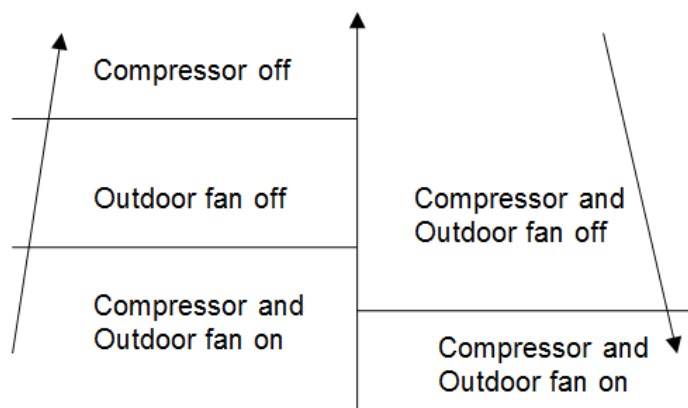 Compressor off
Outdoor fan off
Compressor and
Outdoor fan on
Compressor and
Outdoor fan off
Compressor and
Outdoor fan on